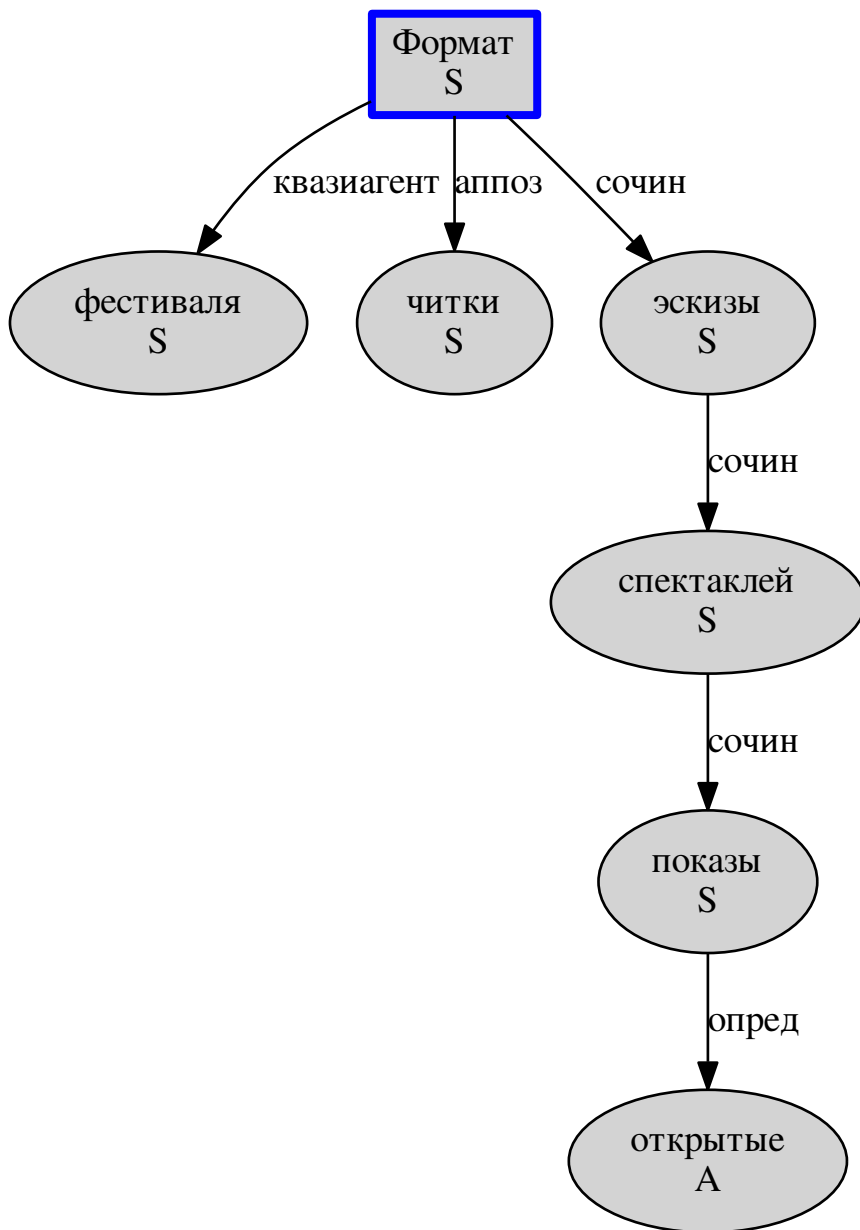 Формат
S
квазиагент
аппоз
сочин
фестиваля
S
читки
S
эскизы
S
сочин
спектаклей
S
сочин
показы
S
опред
открытые
A